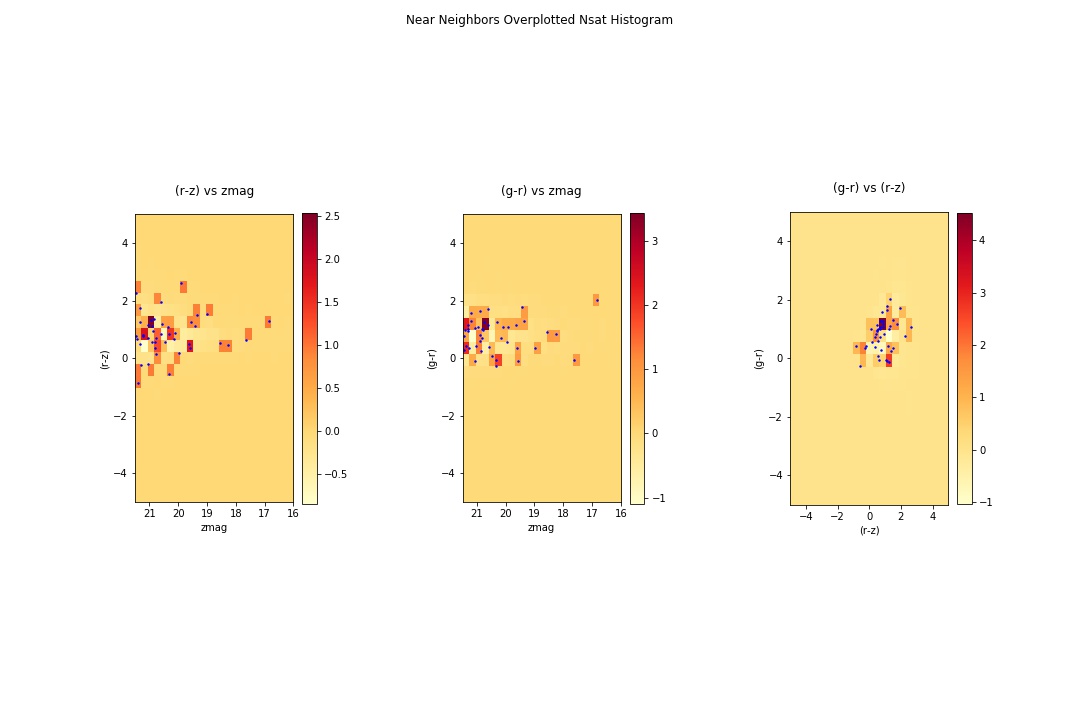 Near Neighbors Overplotted Nsat Histogram
(r-z) vs zmag
4
2
0
−2
−4
(r-z)
21 20 19 18 17 16
zmag
2.5
2.0
1.5
1.0
0.5
0.0
−0.5
(g-r) vs zmag
4
2
0
−2
−4
(g-r)
21 20 19 18 17 16
zmag
3
2
1
0
−1
(g-r) vs (r-z)
4
2
0
−2
−4
(g-r)
−4 −2 0 2 4
(r-z)
4
3
2
1
0
−1